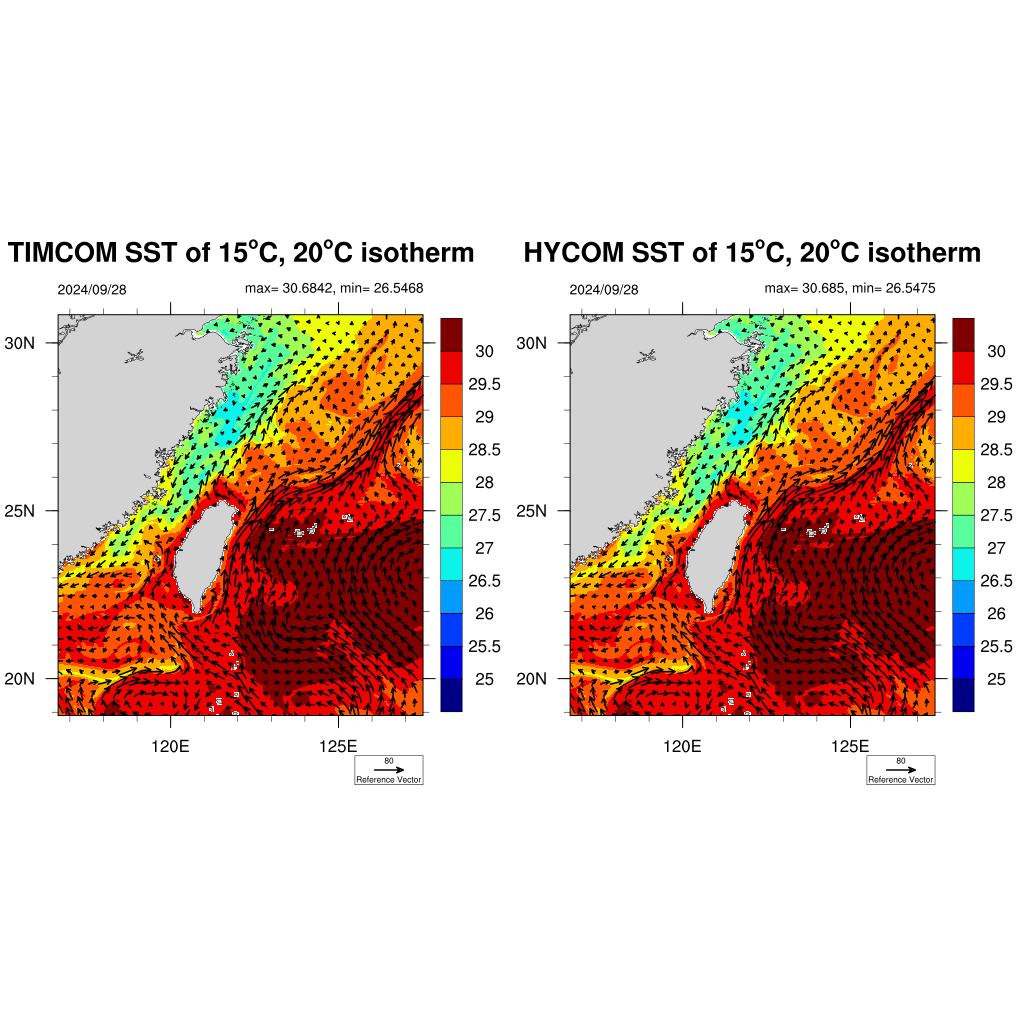 TIMCOM SST of 15°C, 20°C isotherm
2024/09/28 max= 30.6842, min= 26.5468
30N
25N
20N
120E 125E
30
29.5
29
28.5
28
27.5
27
26.5
26
25.5
25
80
Reference Vector
HYCOM SST of 15°C, 20°C isotherm
2024/09/28 max= 30.685, min= 26.5475
30N
25N
20N
120E 125E
30
29.5
29
28.5
28
27.5
27
26.5
26
25.5
25
80
Reference Vector